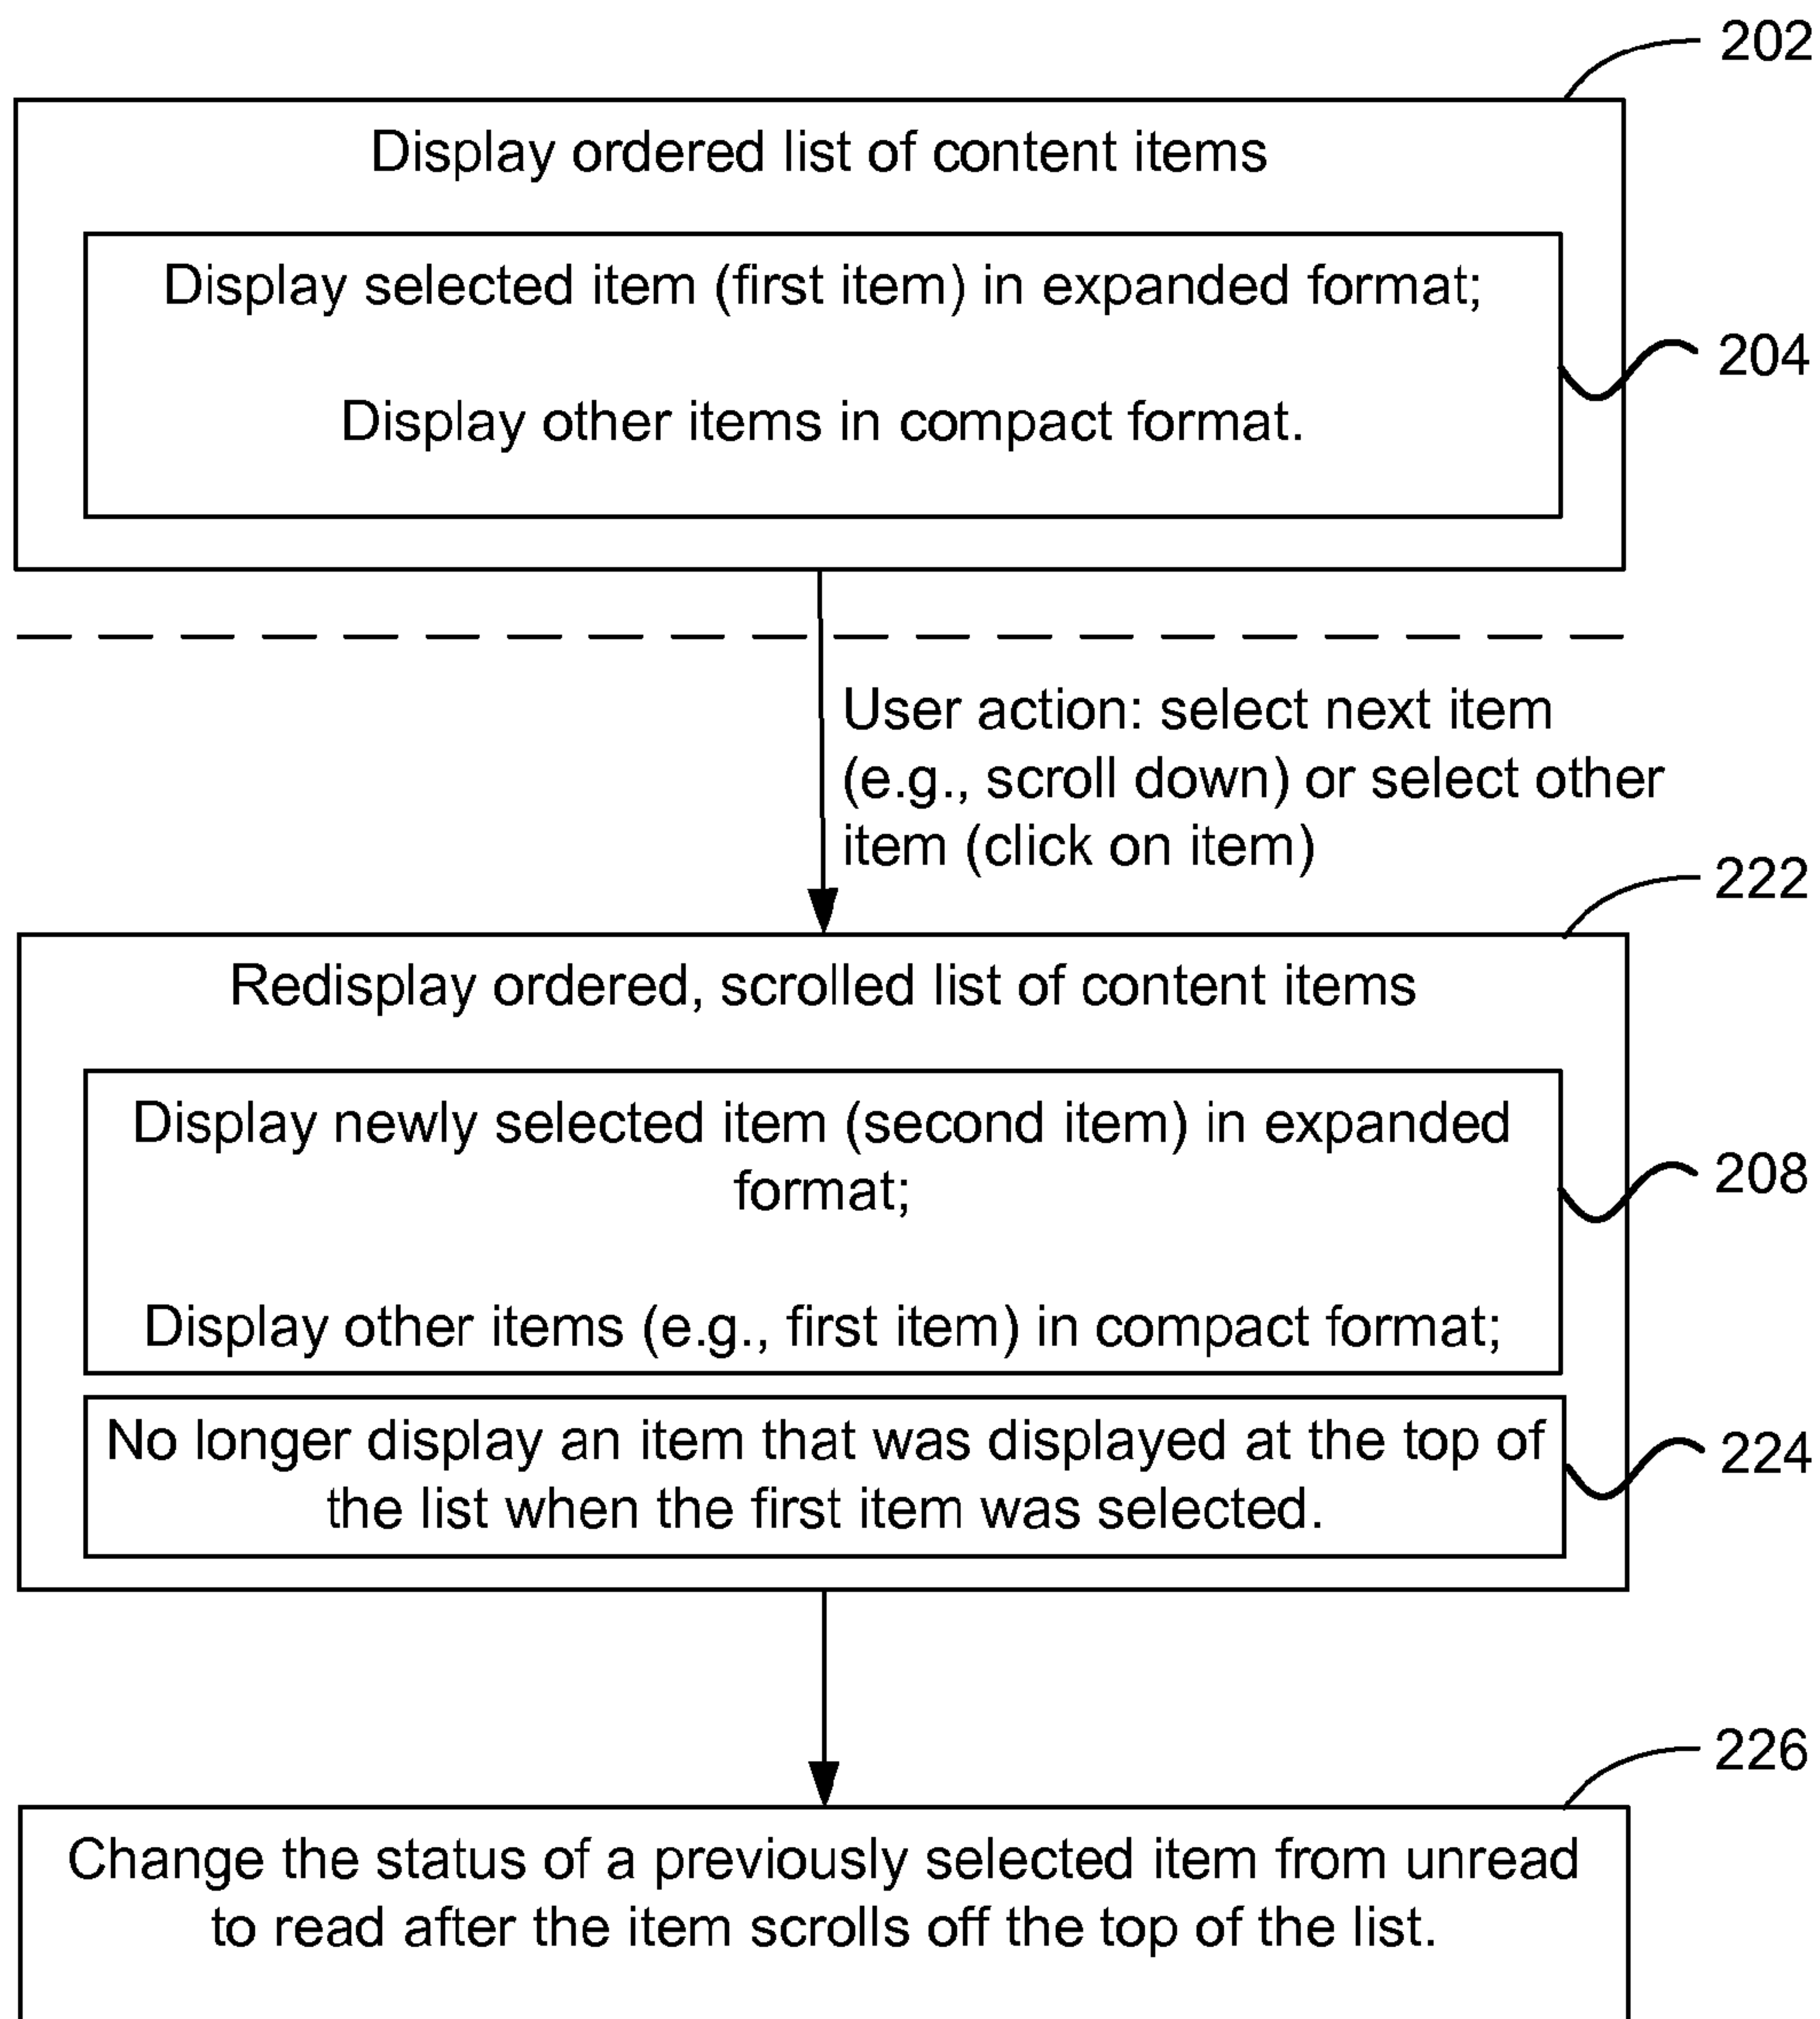 202
Display ordered list of content items
Display selected item (first item) in expanded format;
204
Display other items in compact format.
User action: select next item
(e.g., scroll down) or select other
item (click on item)
222
Redisplay ordered, scrolled list of content items
Display newly selected item (second item) in expanded
format;
208
Display other items (e.g., first item) in compact format;
No longer display an item that was displayed at the top of
the list when the first item was selected.
224
226
Change the status of a previously selected item from unread
to read after the item scrolls off the top of the list.